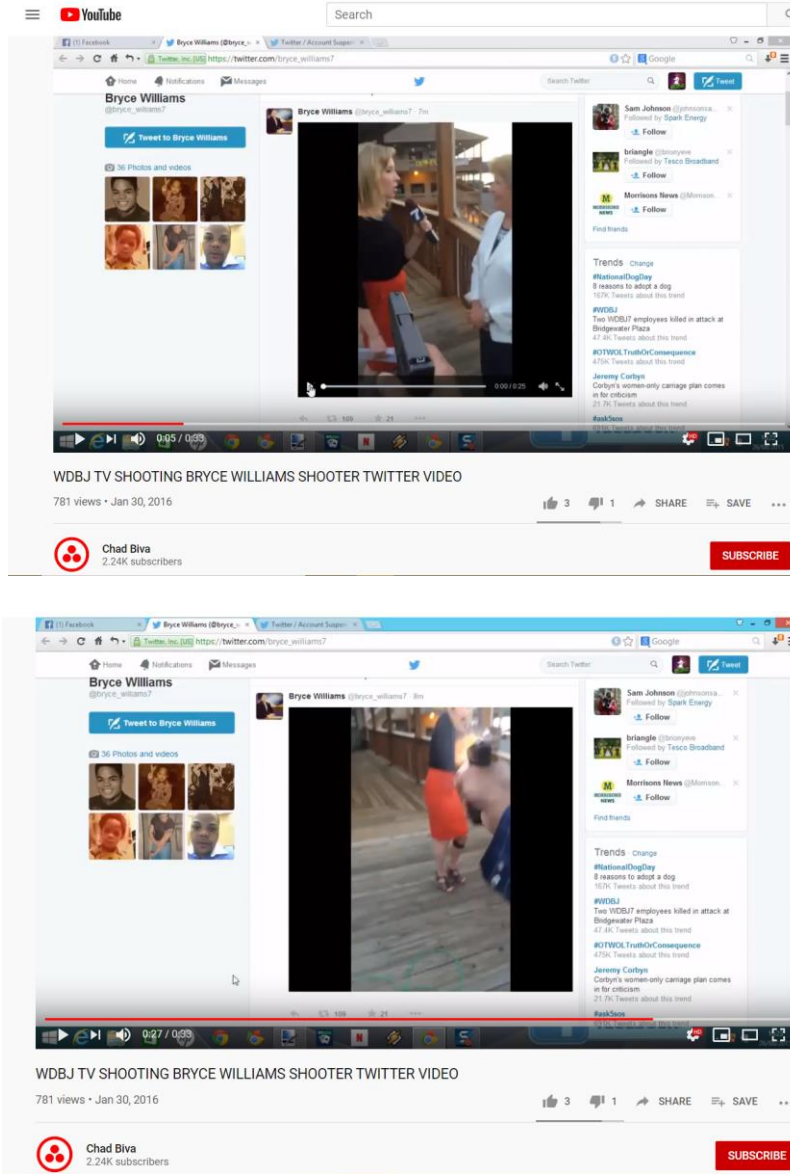 YouTube
Search
(1) Facebook
Bryce Williams (@bryce_w
Twitter / Account Suspen
Twitter, Inc. [US] https://twitter.com/bryce_williams7
Google
Home Notifications Messages
Search Twitter
Tweet
Bryce Williams
@bryce_williams7
Tweet to Bryce Williams
36 Photos and videos
Bryce Williams @bryce_williams7 · 7m
7
0:00 / 0:25
109 21
Sam Johnson @johnsonsa...
Followed by Spark Energy
Follow
briangle @brionyeve
Followed by Tesco Broadband
Follow
M
NEWS
Morrisons News @Morrison...
Follow
Find friends
Trends · Change
#NationalDogDay
8 reasons to adopt a dog
167K Tweets about this trend
#WDBJ
Two WDBJ7 employees killed in attack at
Bridgewater Plaza
47.4K Tweets about this trend
#OTWOLTruthOrConsequence
475K Tweets about this trend
Jeremy Corbyn
Corbyn's women-only carriage plan comes
in for criticism
21.7K Tweets about this trend
#ask5sos
0:05 / 0:33
WDBJ TV SHOOTING BRYCE WILLIAMS SHOOTER TWITTER VIDEO
781 views • Jan 30, 2016
3 1 SHARE SAVE
Chad Biva
2.24K subscribers
SUBSCRIBE
(1) Facebook
Bryce Williams (@bryce_w
Twitter / Account Suspen
Twitter, Inc. [US] https://twitter.com/bryce_williams7
Google
Home Notifications Messages
Search Twitter
Tweet
Bryce Williams
@bryce_williams7
Tweet to Bryce Williams
36 Photos and videos
Bryce Williams @bryce_williams7 · 8m
109 21
Sam Johnson @johnsonsa...
Followed by Spark Energy
Follow
briangle @brionyeve
Followed by Tesco Broadband
Follow
M
NEWS
Morrisons News @Morrison...
Follow
Find friends
Trends · Change
#NationalDogDay
8 reasons to adopt a dog
167K Tweets about this trend
#WDBJ
Two WDBJ7 employees killed in attack at
Bridgewater Plaza
47.4K Tweets about this trend
#OTWOLTruthOrConsequence
475K Tweets about this trend
Jeremy Corbyn
Corbyn's women-only carriage plan comes
in for criticism
21.7K Tweets about this trend
#ask5sos
0:27 / 0:33
WDBJ TV SHOOTING BRYCE WILLIAMS SHOOTER TWITTER VIDEO
781 views • Jan 30, 2016
3 1 SHARE SAVE
Chad Biva
2.24K subscribers
SUBSCRIBE